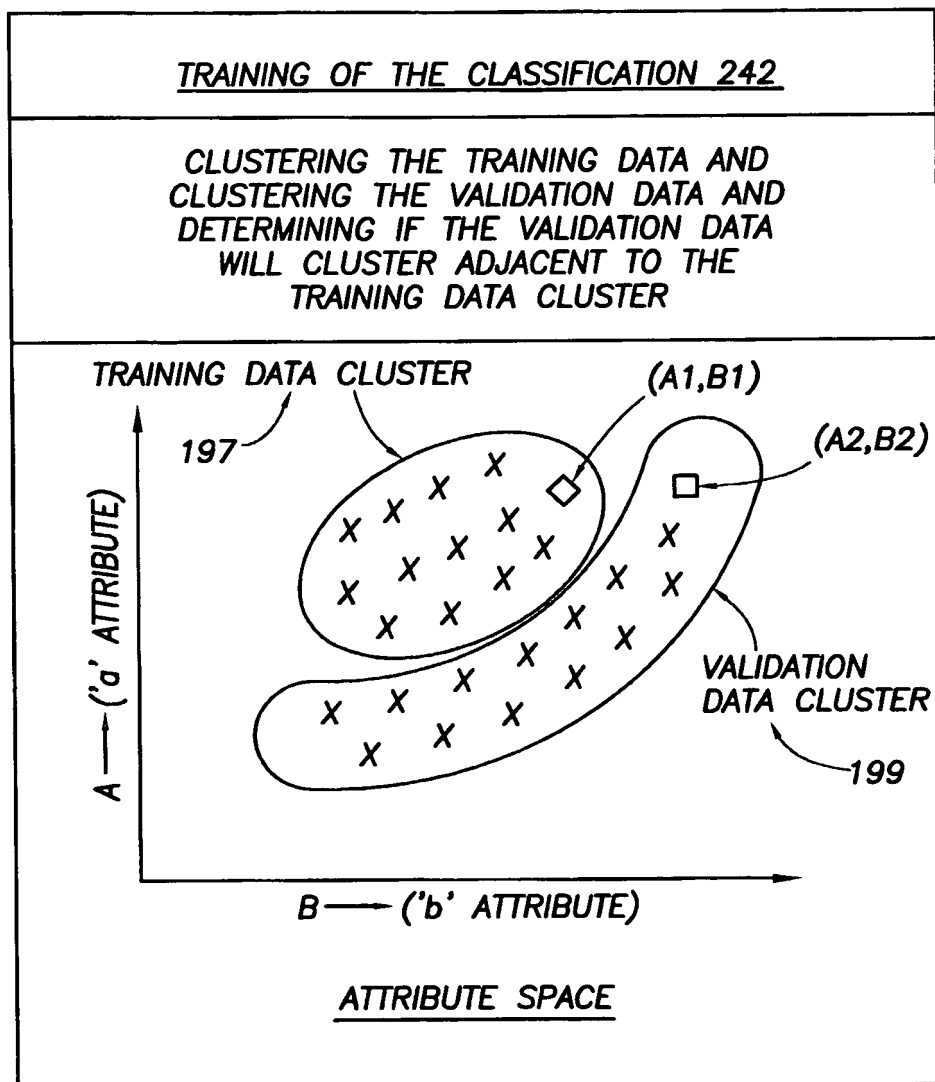 TRAINING OF THE CLASSIFICATION 242
CLUSTERING THE TRAINING DATA AND
CLUSTERING THE VALIDATION DATA AND
DETERMINING IF THE VALIDATION DATA
WILL CLUSTER ADJACENT TO THE
TRAINING DATA CLUSTER
TRAINING DATA CLUSTER
197
(A1,B1)
(A2,B2)
A → ('a' ATTRIBUTE)
VALIDATION
DATA CLUSTER
199
B → ('b' ATTRIBUTE)
ATTRIBUTE SPACE